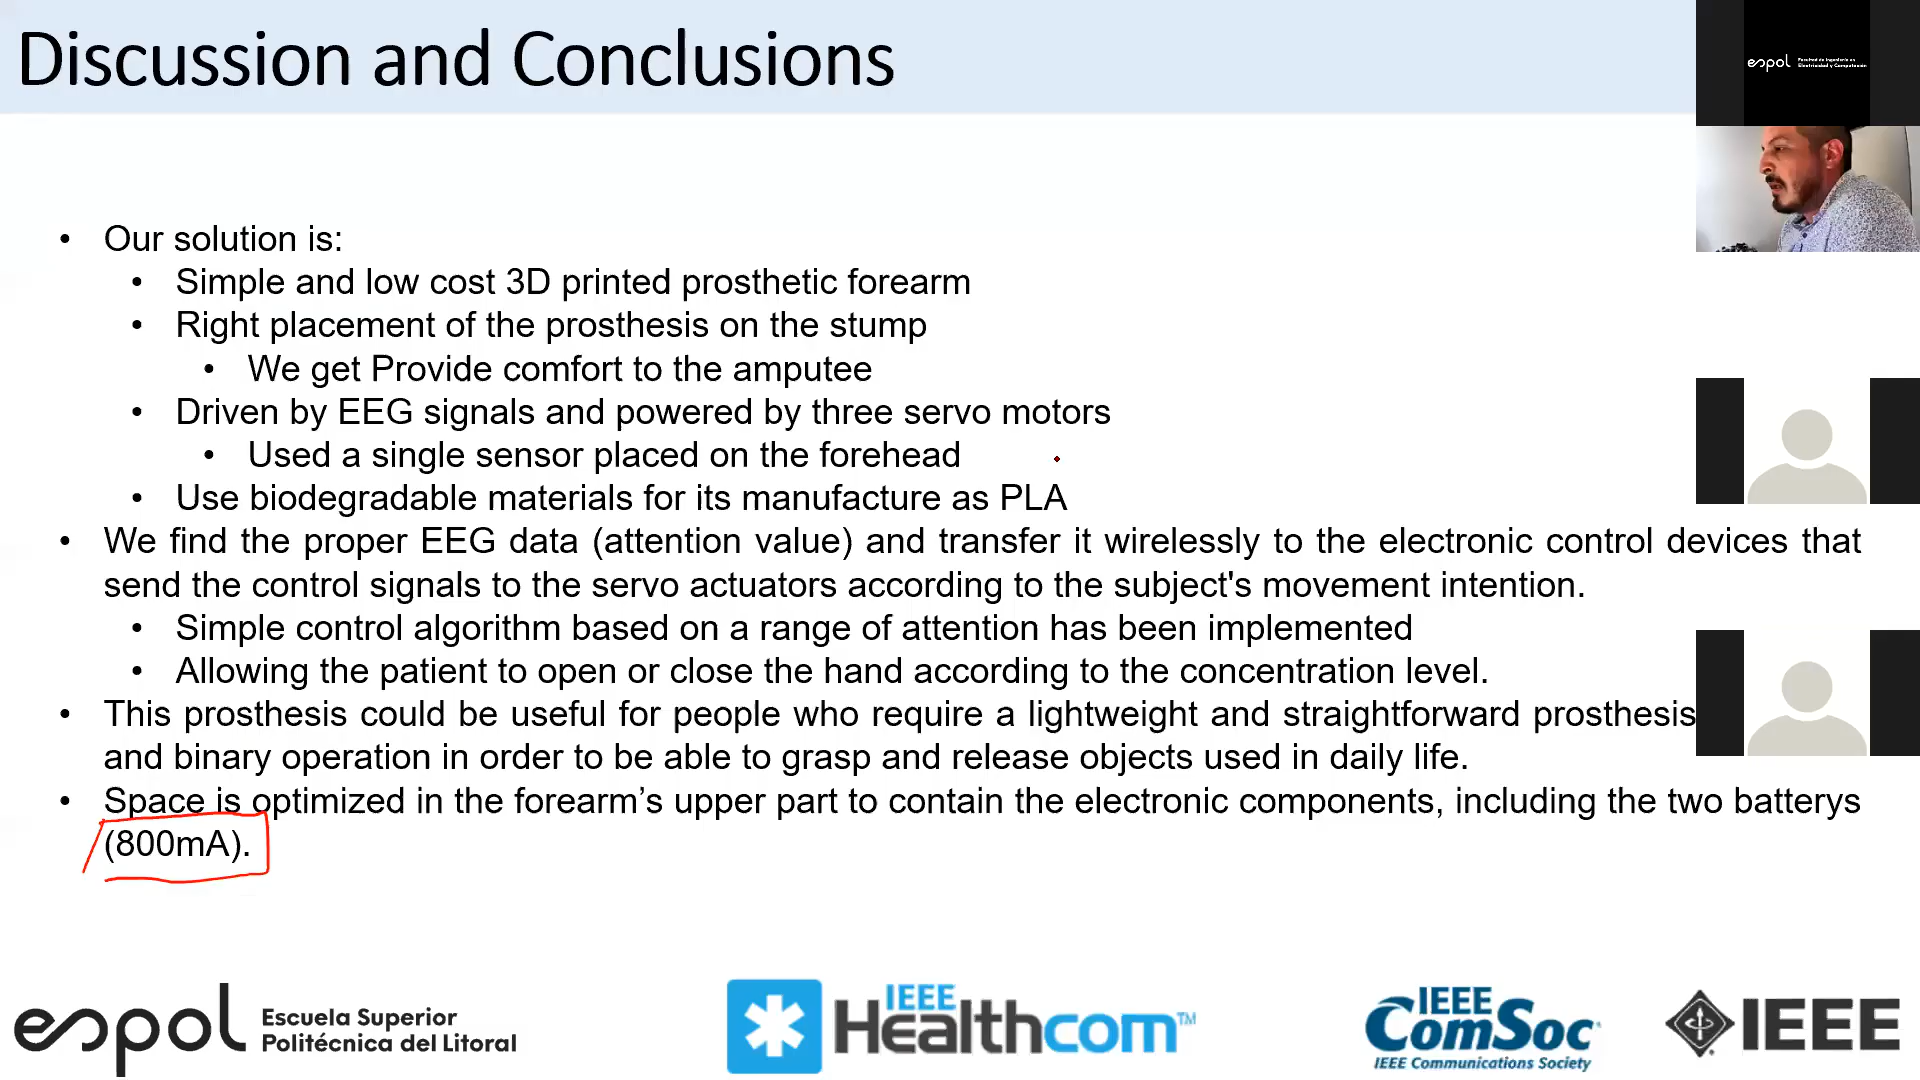 Discussion and Conclusions
espol Facultad de Ingeniería en
Electricidad y Computación
• Our solution is:
• Simple and low cost 3D printed prosthetic forearm
• Right placement of the prosthesis on the stump
• We get Provide comfort to the amputee
• Driven by EEG signals and powered by three servo motors
• Used a single sensor placed on the forehead
• Use biodegradable materials for its manufacture as PLA
• We find the proper EEG data (attention value) and transfer it wirelessly to the electronic control devices that
send the control signals to the servo actuators according to the subject's movement intention.
• Simple control algorithm based on a range of attention has been implemented
• Allowing the patient to open or close the hand according to the concentration level.
• This prosthesis could be useful for people who require a lightweight and straightforward prosthesis
and binary operation in order to be able to grasp and release objects used in daily life.
• Space is optimized in the forearm’s upper part to contain the electronic components, including the two batterys
(800mA).
espol Escuela Superior
Politécnica del Litoral
IEEE
Healthcom™
IEEE
ComSoc
IEEE Communications Society
IEEE